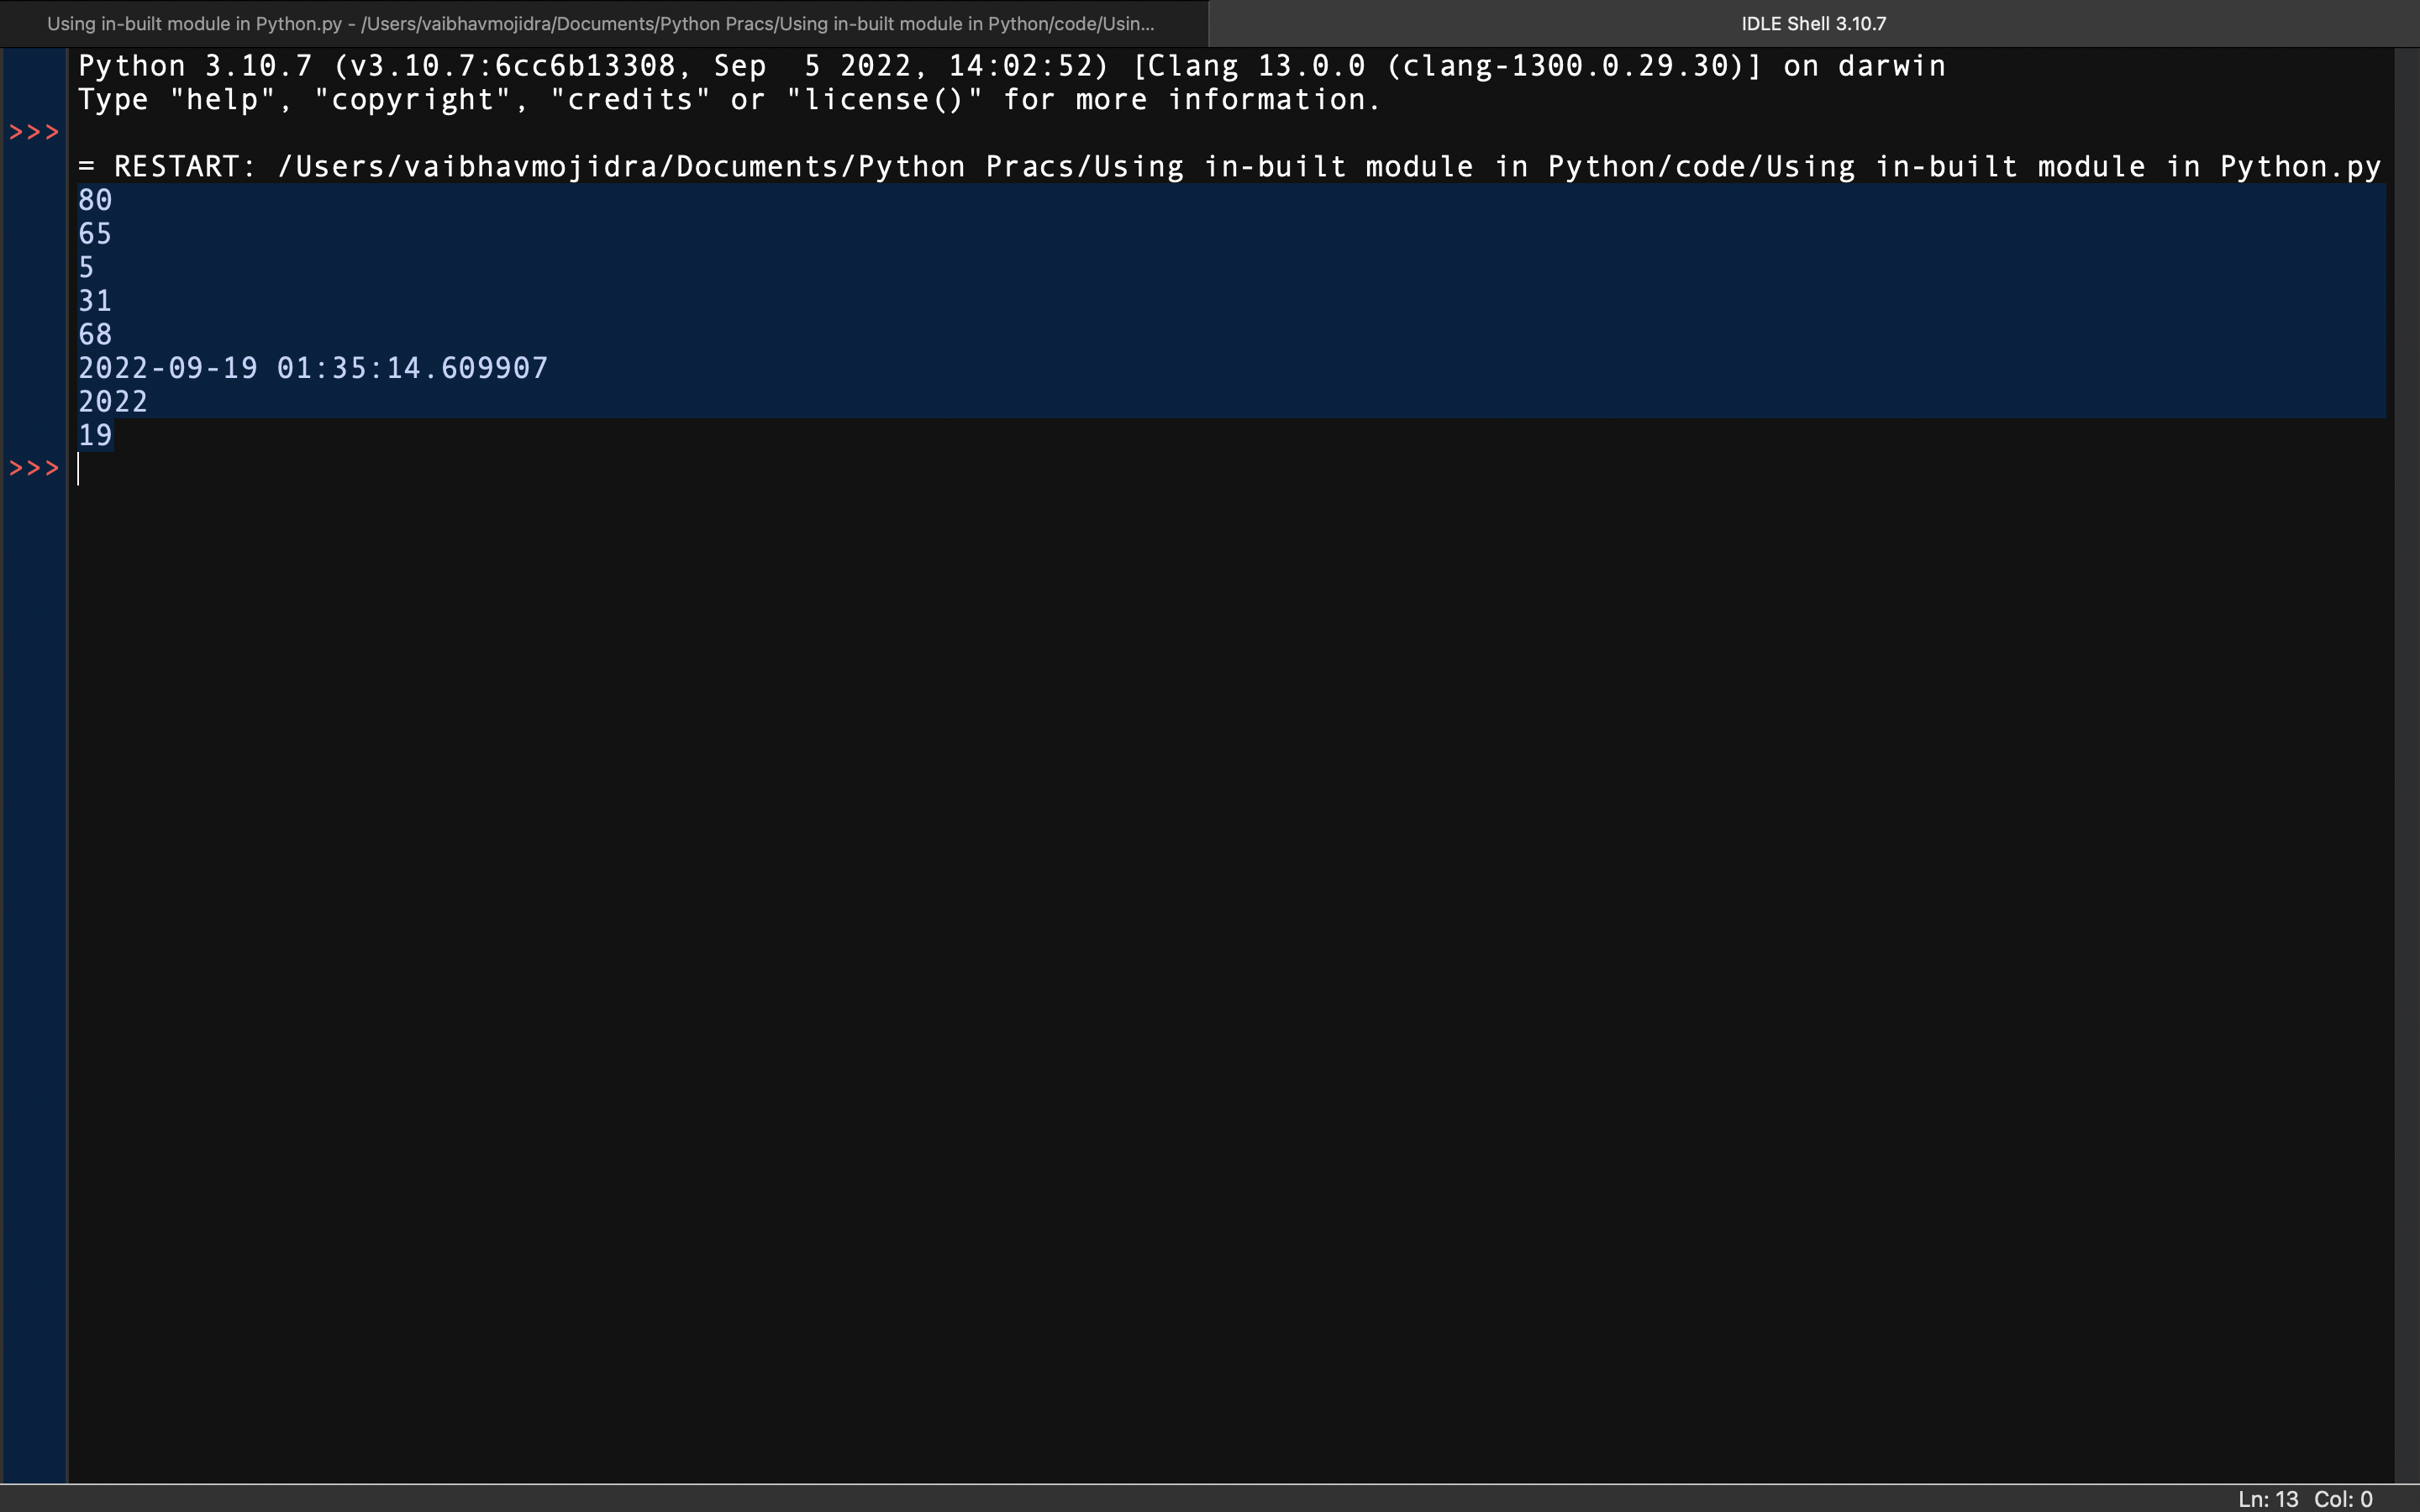 Using in-built module in Python.py - /Users/vaibhavmojidra/Documents/Python Pracs/Using in-built module in Python/code/Usin...
IDLE Shell 3.10.7
Python 3.10.7 (v3.10.7:6cc6b13308, Sep  5 2022, 14:02:52) [Clang 13.0.0 (clang-1300.0.29.30)] on darwin
Type "help", "copyright", "credits" or "license()" for more information.
>>>
= RESTART: /Users/vaibhavmojidra/Documents/Python Pracs/Using in-built module in Python/code/Using in-built module in Python.py
80
65
5
31
68
2022-09-19 01:35:14.609907
2022
19
>>>
Ln: 13 Col: 0